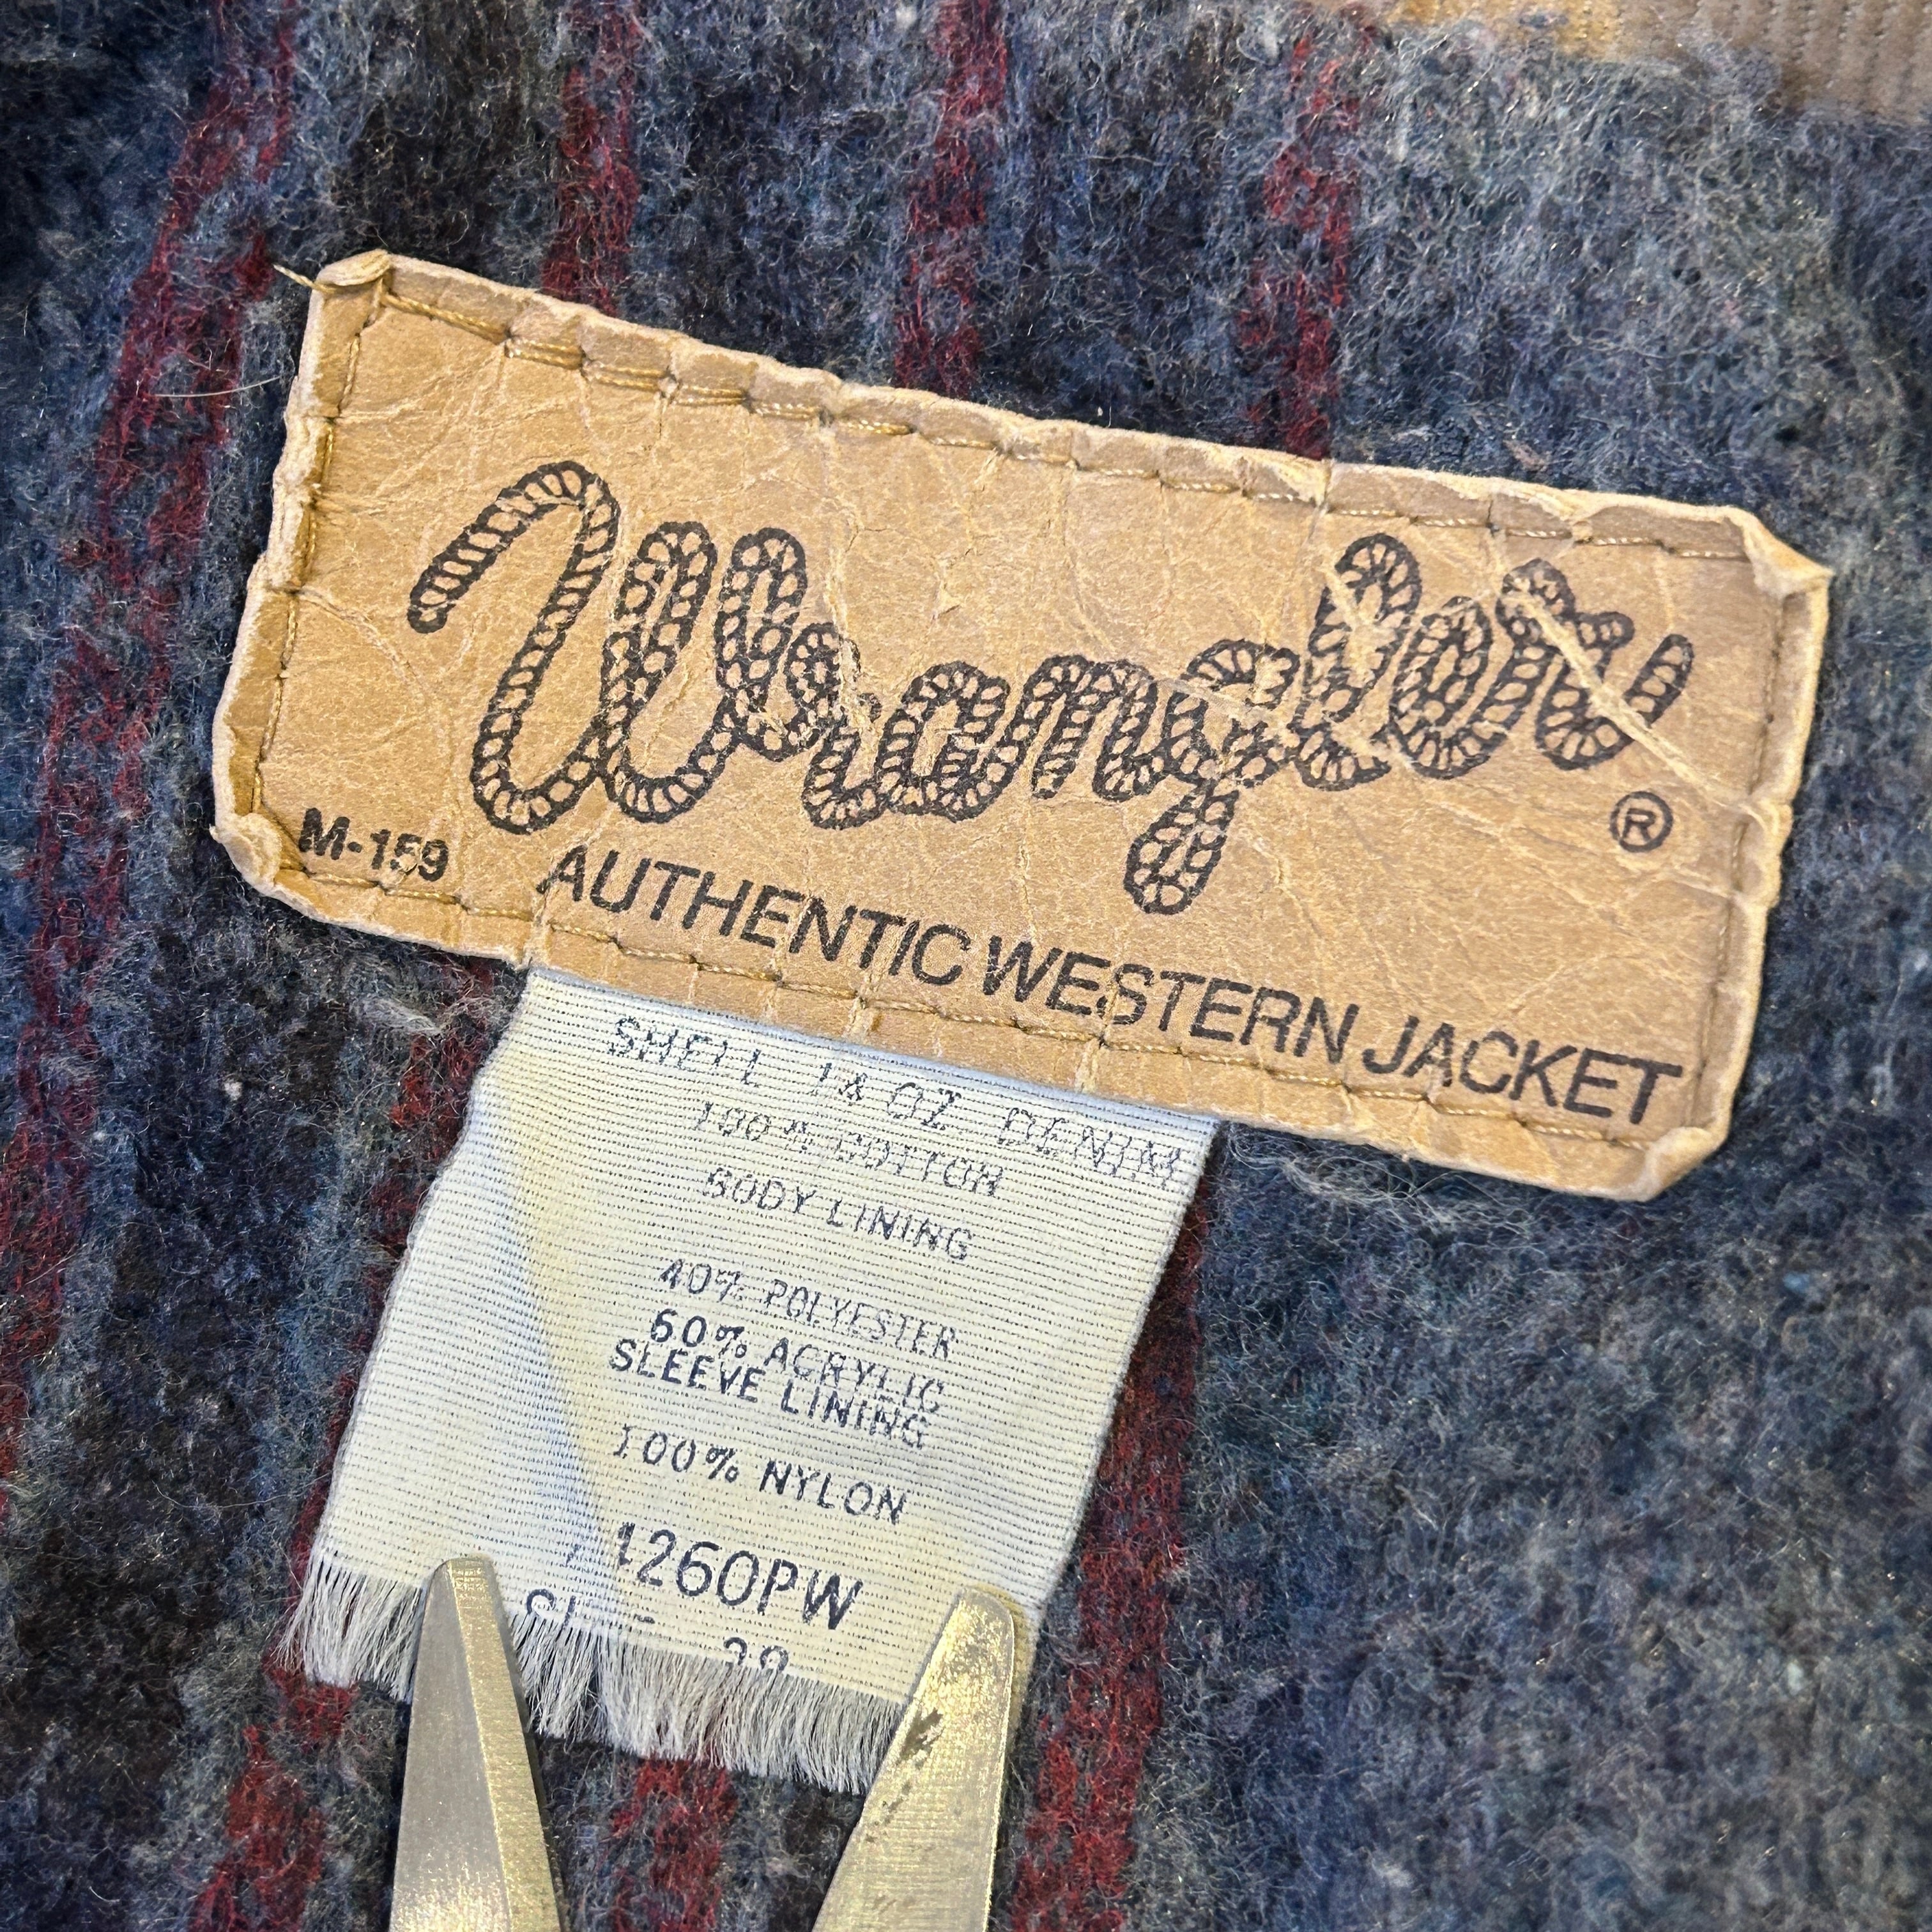 Wrangler
®
M-159
AUTHENTIC WESTERN JACKET
SHELL 14 OZ DENIM
100% COTTON
BODY LINING
40% POLYESTER
60% ACRYLIC
SLEEVE LINING
100% NYLON
1260PW